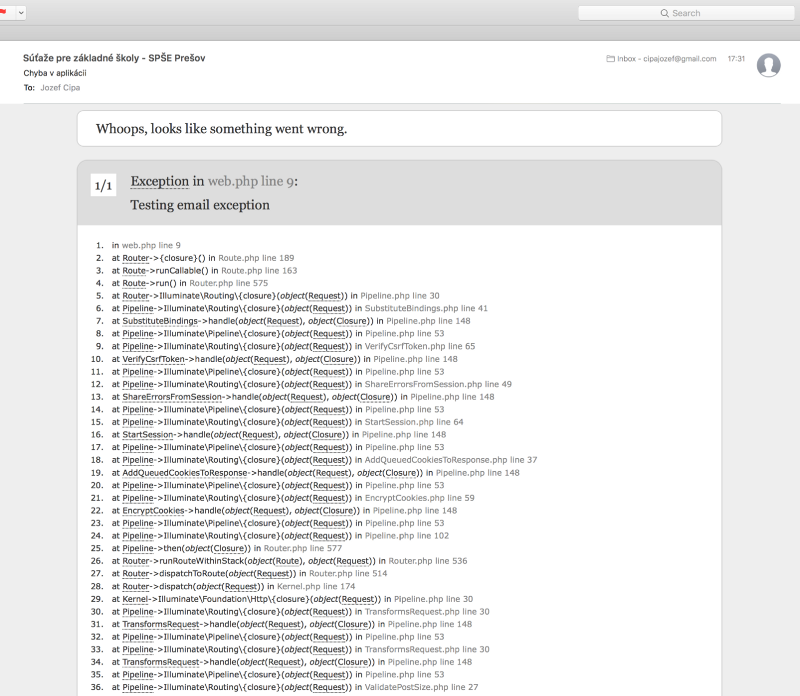 Search
Súťaže pre základné školy - SPŠE Prešov
Inbox - cipajozef@gmail.com 17:31
Chyba v aplikácii
To: Jozef Cipa
Whoops, looks like something went wrong.
1/1 Exception in web.php line 9:
Testing email exception
1. in web.php line 9
2. at Router->{closure}() in Route.php line 189
3. at Route->runCallable() in Route.php line 163
4. at Route->run() in Router.php line 575
5. at Router->Illuminate\Routing\{closure}(object(Request)) in Pipeline.php line 30
6. at Pipeline->Illuminate\Routing\{closure}(object(Request)) in SubstituteBindings.php line 41
7. at SubstituteBindings->handle(object(Request), object(Closure)) in Pipeline.php line 148
8. at Pipeline->Illuminate\Pipeline\{closure}(object(Request)) in Pipeline.php line 53
9. at Pipeline->Illuminate\Routing\{closure}(object(Request)) in VerifyCsrfToken.php line 65
10. at VerifyCsrfToken->handle(object(Request), object(Closure)) in Pipeline.php line 148
11. at Pipeline->Illuminate\Pipeline\{closure}(object(Request)) in Pipeline.php line 53
12. at Pipeline->Illuminate\Routing\{closure}(object(Request)) in ShareErrorsFromSession.php line 49
13. at ShareErrorsFromSession->handle(object(Request), object(Closure)) in Pipeline.php line 148
14. at Pipeline->Illuminate\Pipeline\{closure}(object(Request)) in Pipeline.php line 53
15. at Pipeline->Illuminate\Routing\{closure}(object(Request)) in StartSession.php line 64
16. at StartSession->handle(object(Request), object(Closure)) in Pipeline.php line 148
17. at Pipeline->Illuminate\Pipeline\{closure}(object(Request)) in Pipeline.php line 53
18. at Pipeline->Illuminate\Routing\{closure}(object(Request)) in AddQueuedCookiesToResponse.php line 37
19. at AddQueuedCookiesToResponse->handle(object(Request), object(Closure)) in Pipeline.php line 148
20. at Pipeline->Illuminate\Pipeline\{closure}(object(Request)) in Pipeline.php line 53
21. at Pipeline->Illuminate\Routing\{closure}(object(Request)) in EncryptCookies.php line 59
22. at EncryptCookies->handle(object(Request), object(Closure)) in Pipeline.php line 148
23. at Pipeline->Illuminate\Pipeline\{closure}(object(Request)) in Pipeline.php line 53
24. at Pipeline->Illuminate\Routing\{closure}(object(Request)) in Pipeline.php line 102
25. at Pipeline->then(object(Closure)) in Router.php line 577
26. at Router->runRouteWithinStack(object(Route), object(Request)) in Router.php line 536
27. at Router->dispatchToRoute(object(Request)) in Router.php line 514
28. at Router->dispatch(object(Request)) in Kernel.php line 174
29. at Kernel->Illuminate\Foundation\Http\{closure}(object(Request)) in Pipeline.php line 30
30. at Pipeline->Illuminate\Routing\{closure}(object(Request)) in TransformsRequest.php line 30
31. at TransformsRequest->handle(object(Request), object(Closure)) in Pipeline.php line 148
32. at Pipeline->Illuminate\Pipeline\{closure}(object(Request)) in Pipeline.php line 53
33. at Pipeline->Illuminate\Routing\{closure}(object(Request)) in TransformsRequest.php line 30
34. at TransformsRequest->handle(object(Request), object(Closure)) in Pipeline.php line 148
35. at Pipeline->Illuminate\Pipeline\{closure}(object(Request)) in Pipeline.php line 53
36. at Pipeline->Illuminate\Routing\{closure}(object(Request)) in ValidatePostSize.php line 27